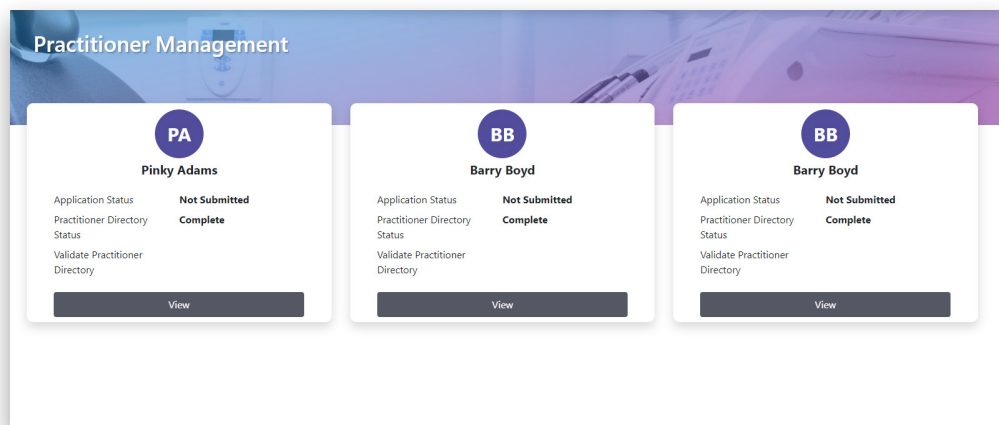 Practitioner Management
PA
Pinky Adams
Application Status Not Submitted
Practitioner Directory Complete
Status
Validate Practitioner
Directory
View
BB
Barry Boyd
Application Status Not Submitted
Practitioner Directory Complete
Status
Validate Practitioner
Directory
View
BB
Barry Boyd
Application Status Not Submitted
Practitioner Directory Complete
Status
Validate Practitioner
Directory
View